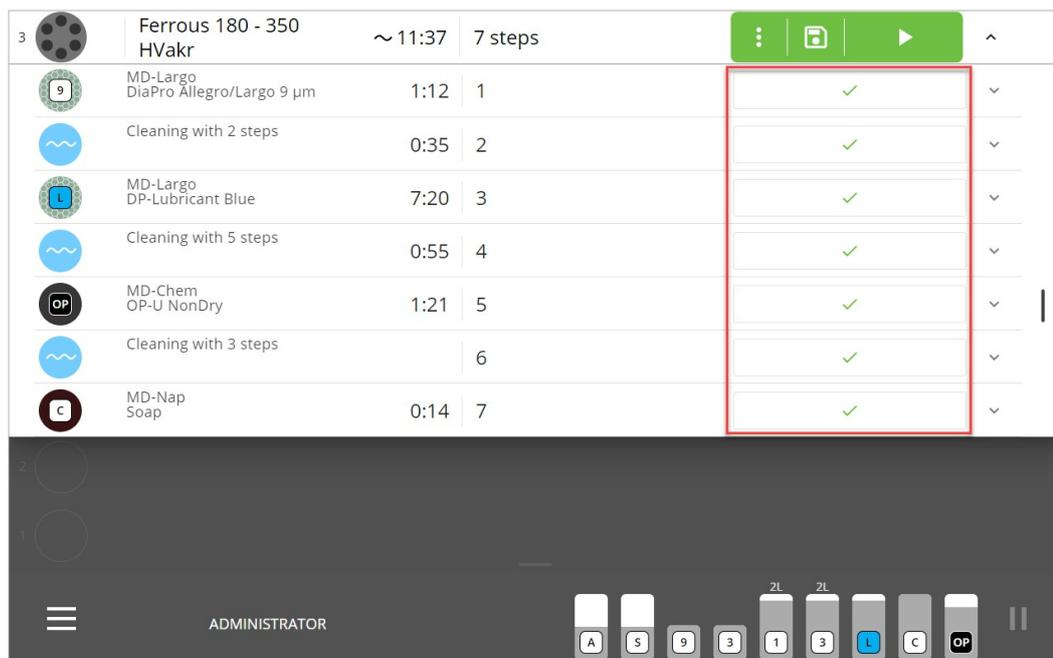 3 Ferrous 180 - 350 HVakr ~ 11:37 7 steps
9 MD-Largo
DiaPro Allegro/Largo 9 µm 1:12 1
Cleaning with 2 steps 0:35 2
L MD-Largo
DP-Lubricant Blue 7:20 3
Cleaning with 5 steps 0:55 4
OP MD-Chem
OP-U NonDry 1:21 5
Cleaning with 3 steps 6
C MD-Nap
Soap 0:14 7
2
1
2L 2L
ADMINISTRATOR
A S 9 3 1 3 L C OP